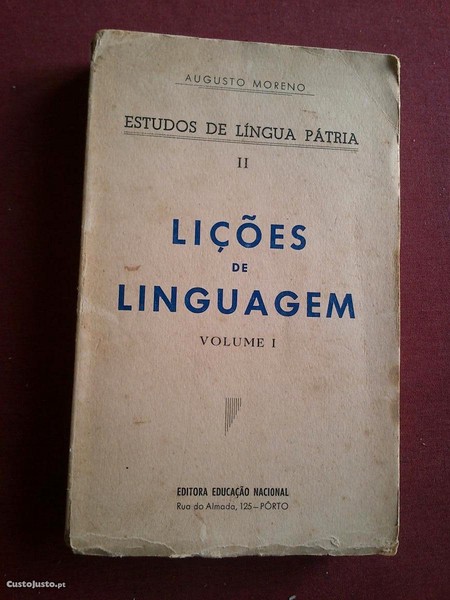 AUGUSTO MORENO
ESTUDOS DE LÍNGUA PÁTRIA
II
LIÇÕES
DE
LINGUAGEM
VOLUME I
EDITORA EDUCAÇÃO NACIONAL
Rua do Almada, 125 — PÔRTO
CustoJusto.pt